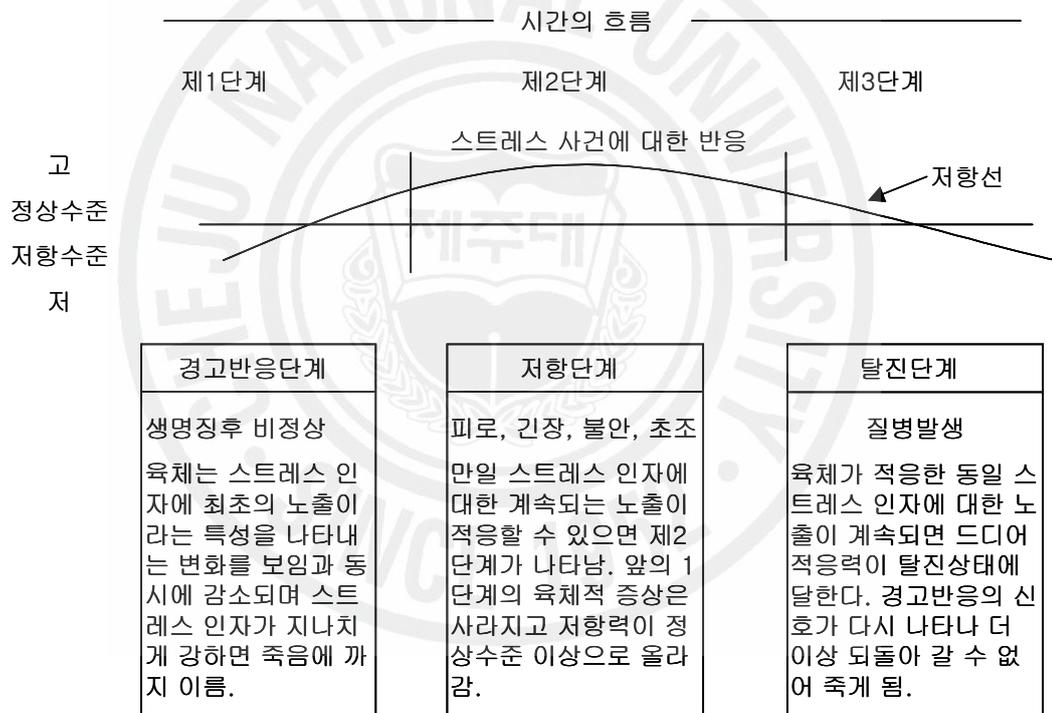 시간의 흐름
제1단계
제2단계
제3단계
스트레스 사건에 대한 반응
고
저항선
정상수준
저항수준
저
경고반응단계
생명징후 비정상
육체는 스트레스 인
자에 최초의 노출이
라는 특성을 나타내
는 변화를 보임과 동
시에 감소되며 스트
레스 인자가 지나치
게 강하면 죽음에 까
지 이름.
저항단계
피로, 긴장, 불안, 초조
만일 스트레스 인자에
대한 계속되는 노출이
적응할 수 있으면 제2
단계가 나타남. 앞의 1
단계의 육체적 증상은
사라지고 저항력이 정
상수준 이상으로 올라
감.
탈진단계
질병발생
육체가 적응한 동일 스
트레스 인자에 대한 노
출이 계속되면 드디어
적응력이 탈진상태에
달한다. 경고반응의 신
호가 다시 나타나 더
이상 되돌아 갈 수 없
어 죽게 됨.
CHEJU NATIONAL UNIVERSITY
제주대